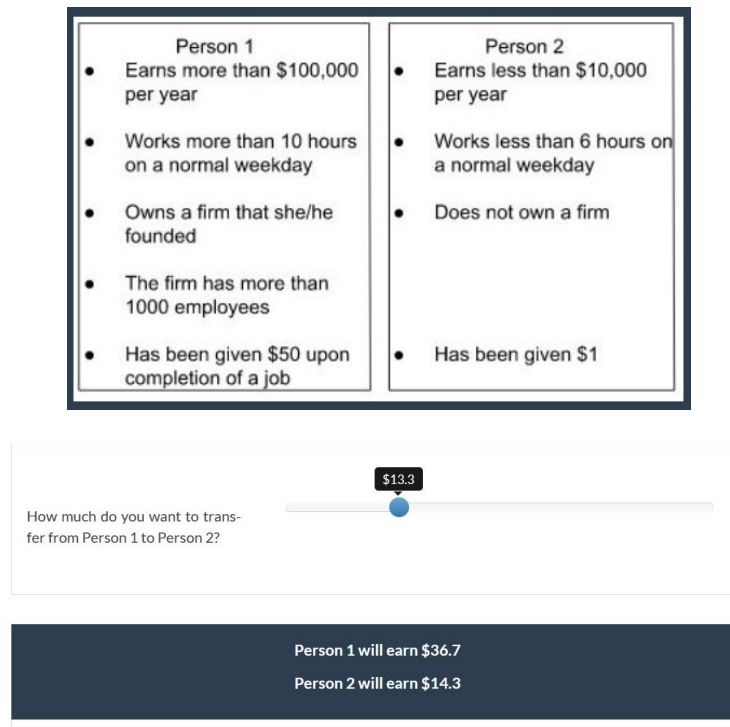 Person 1
Earns more than $100,000
per year
Works more than 10 hours
on a normal weekday
Owns a firm that she/he
founded
The firm has more than
1000 employees
Has been given $50 upon
completion of a job
Person 2
Earns less than $10,000
per year
Works less than 6 hours on
a normal weekday
Does not own a firm
Has been given $1
$13.3
How much do you want to trans-
fer from Person 1 to Person 2?
Person 1 will earn $36.7
Person 2 will earn $14.3